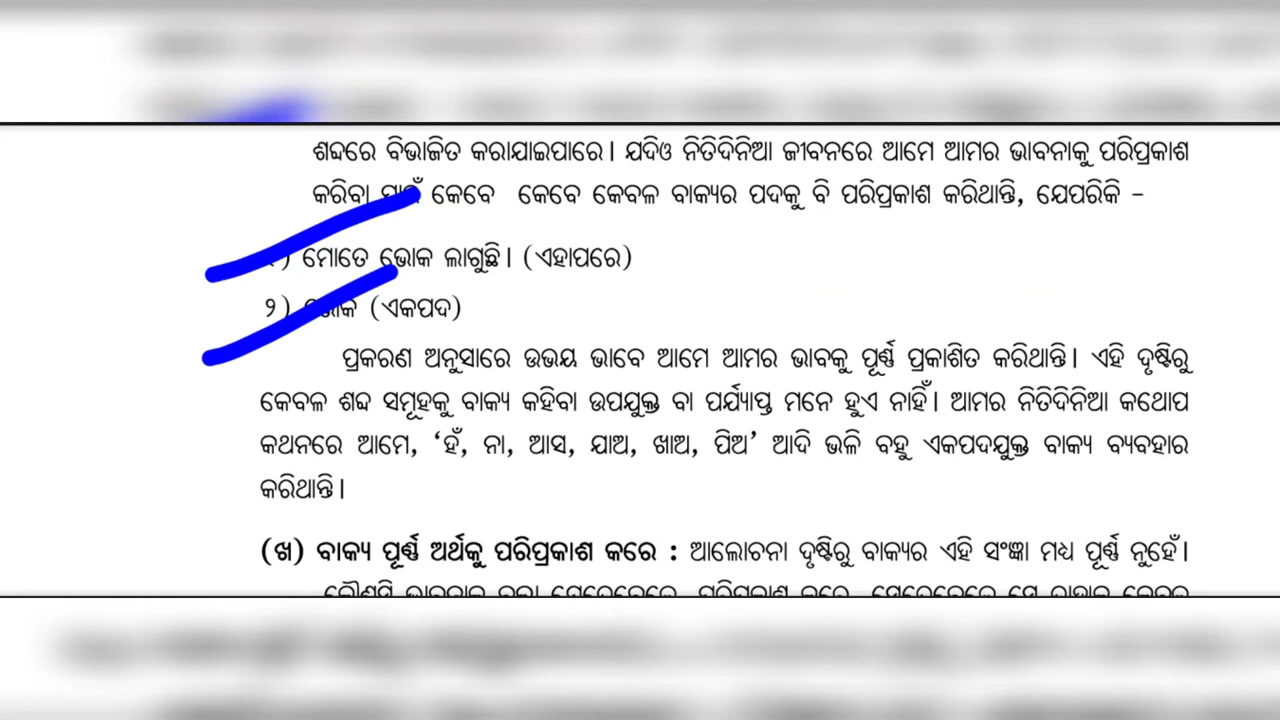 ଶବ୍ଦରେ ବିଭାଜିତ କରାଯାଇପାରେ। ଯଦିଓ ନିତିଦିନିଆ ଜୀବନରେ ଆମେ ଆମର ଭାବନାକୁ ପରିପ୍ରକାଶ
କରିବା କେବେ କେବେ କେବଳ ବାକ୍ୟର ପଦକୁ ବି ପରିପ୍ରକାଶ କରିଥାନ୍ତି, ଯେପରିକି -
) ମୋତେ ଭୋକ ଲାଗୁଛି। (ଏହାପରେ)
୨) ଭୋକ (ଏକପଦ)
ପ୍ରକରଣ ଅନୁସାରେ ଉଭୟ ଭାବେ ଆମେ ଆମର ଭାବକୁ ପୂର୍ଣ୍ଣ ପ୍ରକାଶିତ କରିଥାନ୍ତି। ଏହି ଦୃଷ୍ଟିରୁ
କେବଳ ଶବ୍ଦ ସମୂହକୁ ବାକ୍ୟ କହିବା ଉପଯୁକ୍ତ ବା ପର୍ଯ୍ୟାପ୍ତ ମନେ ହୁଏ ନାହିଁ। ଆମର ନିତିଦିନିଆ କଥୋପ
କଥନରେ ଆମେ, ‘ହଁ, ନା, ଆସ, ଯାଅ, ଖାଅ, ପିଅ’ ଆଦି ଭଳି ବହୁ ଏକପଦଯୁକ୍ତ ବାକ୍ୟ ବ୍ୟବହାର
କରିଥାନ୍ତି।
(ଖ) ବାକ୍ୟ ପୂର୍ଣ୍ଣ ଅର୍ଥକୁ ପରିପ୍ରକାଶ କରେ : ଆଲୋଚନା ଦୃଷ୍ଟିରୁ ବାକ୍ୟର ଏହି ସଂଜ୍ଞା ମଧ୍ୟ ପୂର୍ଣ୍ଣ ନୁହେଁ।